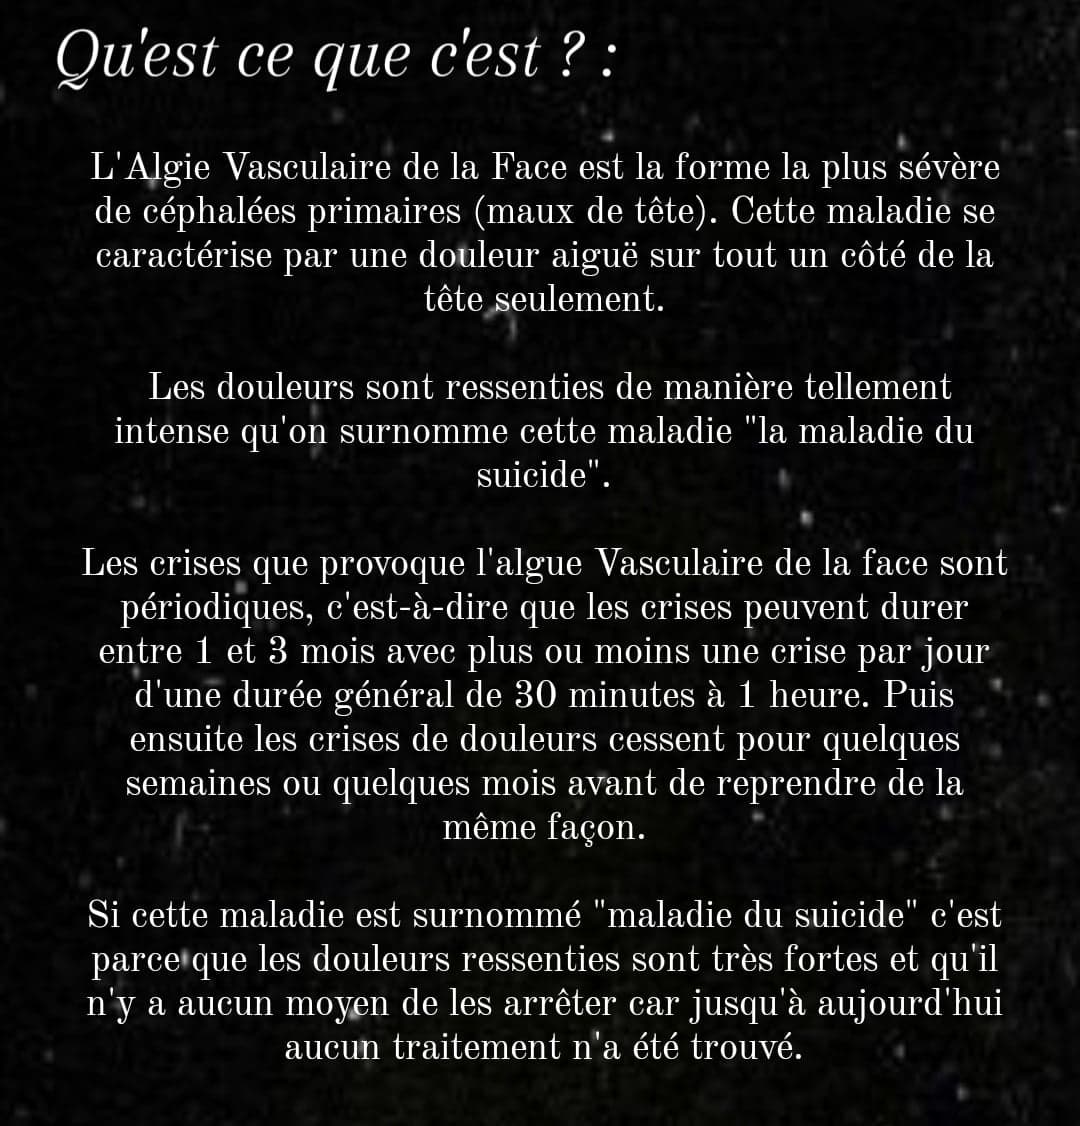 Qu'est ce que c'est ? :
L'Algie Vasculaire de la Face est la forme la plus sévère
de céphalées primaires (maux de tête). Cette maladie se
caractérise par une douleur aiguë sur tout un côté de la
tête seulement.
Les douleurs sont ressenties de manière tellement
intense qu'on surnomme cette maladie "la maladie du
suicide".
Les crises que provoque l'algue Vasculaire de la face sont
périodiques, c'est-à-dire que les crises peuvent durer
entre 1 et 3 mois avec plus ou moins une crise par jour
d'une durée général de 30 minutes à 1 heure. Puis
ensuite les crises de douleurs cessent pour quelques
semaines ou quelques mois avant de reprendre de la
même façon.
Si cette maladie est surnommé "maladie du suicide" c'est
parce que les douleurs ressenties sont très fortes et qu'il
n'y a aucun moyen de les arrêter car jusqu'à aujourd'hui
aucun traitement n'a été trouvé.